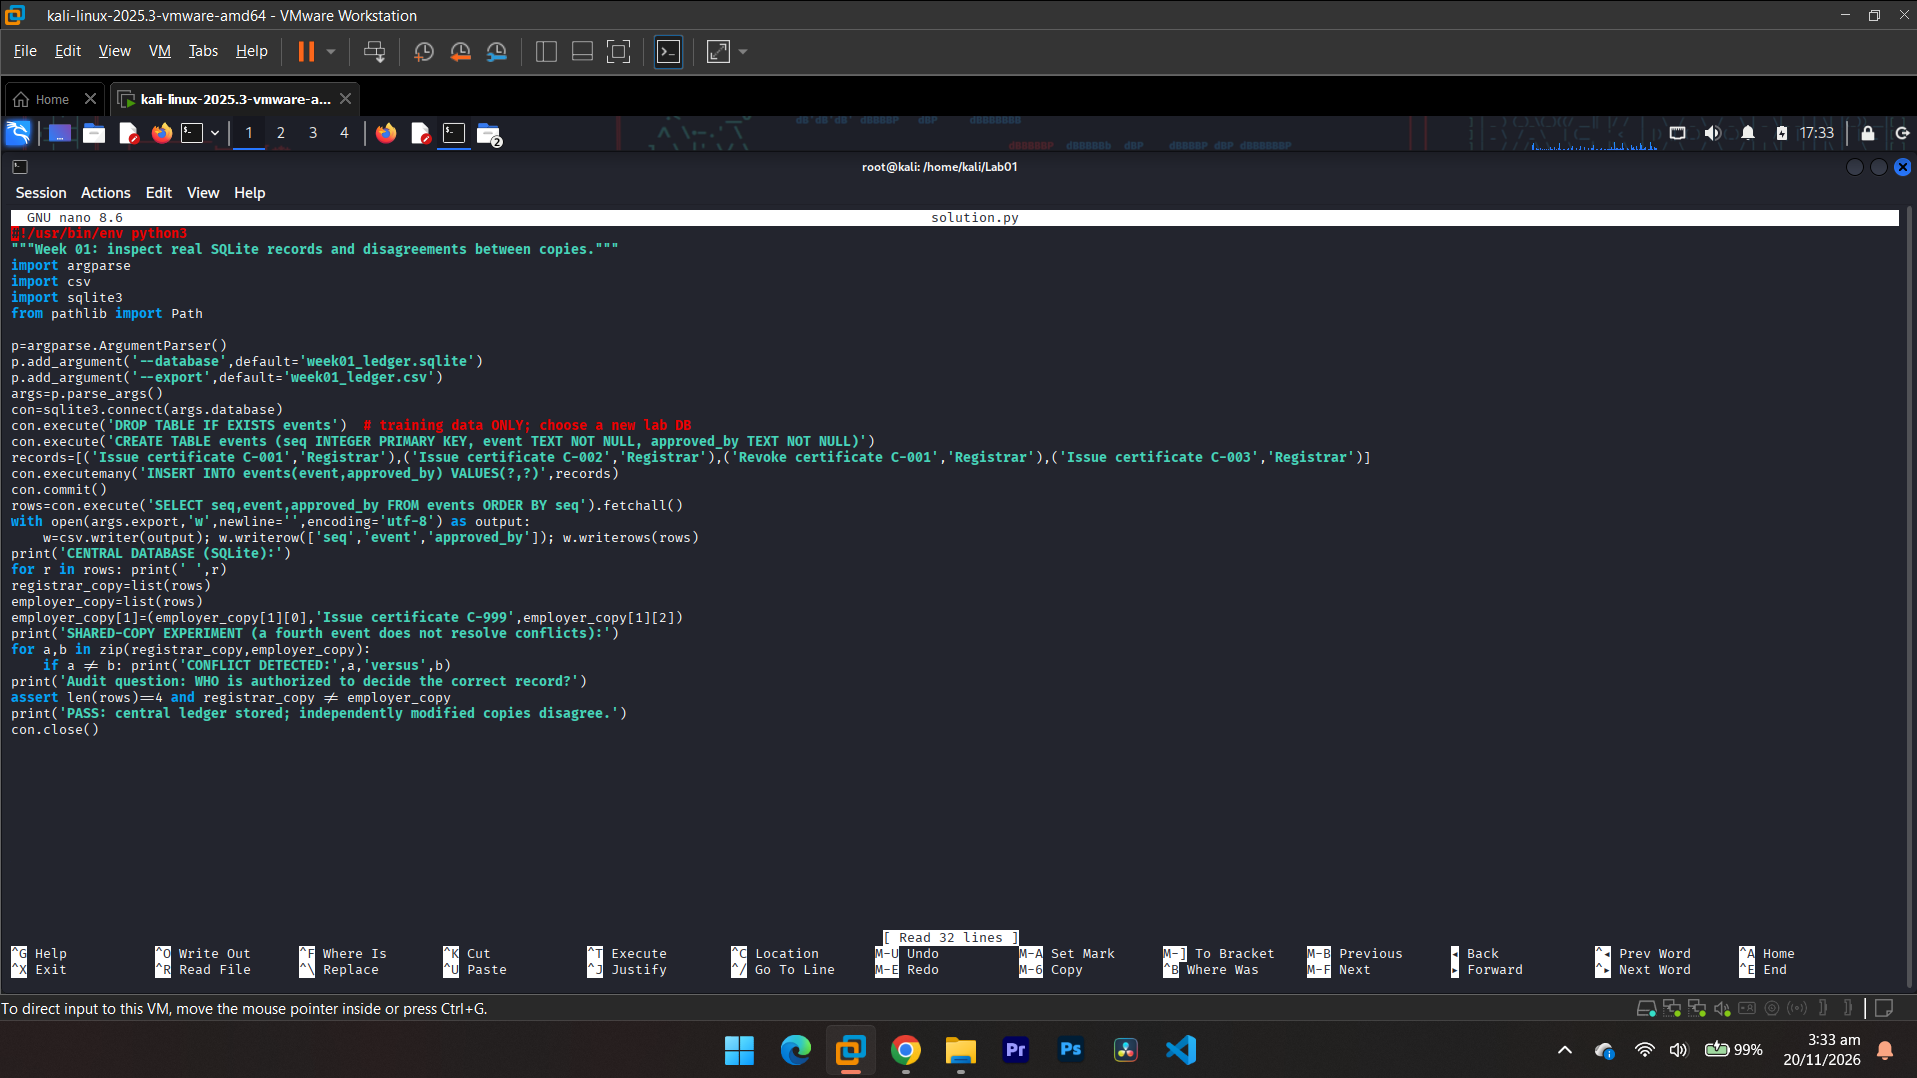 kali-linux-2025.3-vmware-amd64 - VMware Workstation
File Edit View VM Tabs Help
Home
kali-linux-2025.3-vmware-a...
1 2 3 4
2
17:33
root@kali: /home/kali/Lab01
Session Actions Edit View Help
GNU nano 8.6 solution.py
#!/usr/bin/env python3
"""Week 01: inspect real SQLite records and disagreements between copies."""
import argparse
import csv
import sqlite3
from pathlib import Path
p=argparse.ArgumentParser()
p.add_argument('--database',default='week01_ledger.sqlite')
p.add_argument('--export',default='week01_ledger.csv')
args=p.parse_args()
con=sqlite3.connect(args.database)
con.execute('DROP TABLE IF EXISTS events')  # training data ONLY; choose a new lab DB
con.execute('CREATE TABLE events (seq INTEGER PRIMARY KEY, event TEXT NOT NULL, approved_by TEXT NOT NULL)')
records=[('Issue certificate C-001','Registrar'),('Issue certificate C-002','Registrar'),('Revoke certificate C-001','Registrar'),('Issue certificate C-003','Registrar')]
con.executemany('INSERT INTO events(event,approved_by) VALUES(?,?)',records)
con.commit()
rows=con.execute('SELECT seq,event,approved_by FROM events ORDER BY seq').fetchall()
with open(args.export,'w',newline='',encoding='utf-8') as output:
    w=csv.writer(output); w.writerow(['seq','event','approved_by']); w.writerows(rows)
print('CENTRAL DATABASE (SQLite):')
for r in rows: print(' ',r)
registrar_copy=list(rows)
employer_copy=list(rows)
employer_copy[1]=(employer_copy[1][0],'Issue certificate C-999',employer_copy[1][2])
print('SHARED-COPY EXPERIMENT (a fourth event does not resolve conflicts):')
for a,b in zip(registrar_copy,employer_copy):
    if a != b: print('CONFLICT DETECTED:',a,'versus',b)
print('Audit question: WHO is authorized to decide the correct record?')
assert len(rows)==4 and registrar_copy != employer_copy
print('PASS: central ledger stored; independently modified copies disagree.')
con.close()
[ Read 32 lines ]
^G Help ^O Write Out ^F Where Is ^K Cut ^T Execute ^C Location M-U Undo M-A Set Mark M-] To Bracket M-B Previous ◂ Back ^◂ Prev Word ^A Home
^X Exit ^R Read File ^\ Replace ^U Paste ^J Justify ^/ Go To Line M-E Redo M-6 Copy ^B Where Was M-F Next ▸ Forward ^▸ Next Word ^E End
To direct input to this VM, move the mouse pointer inside or press Ctrl+G.
Pr Ps
99%
3:33 am
20/11/2026